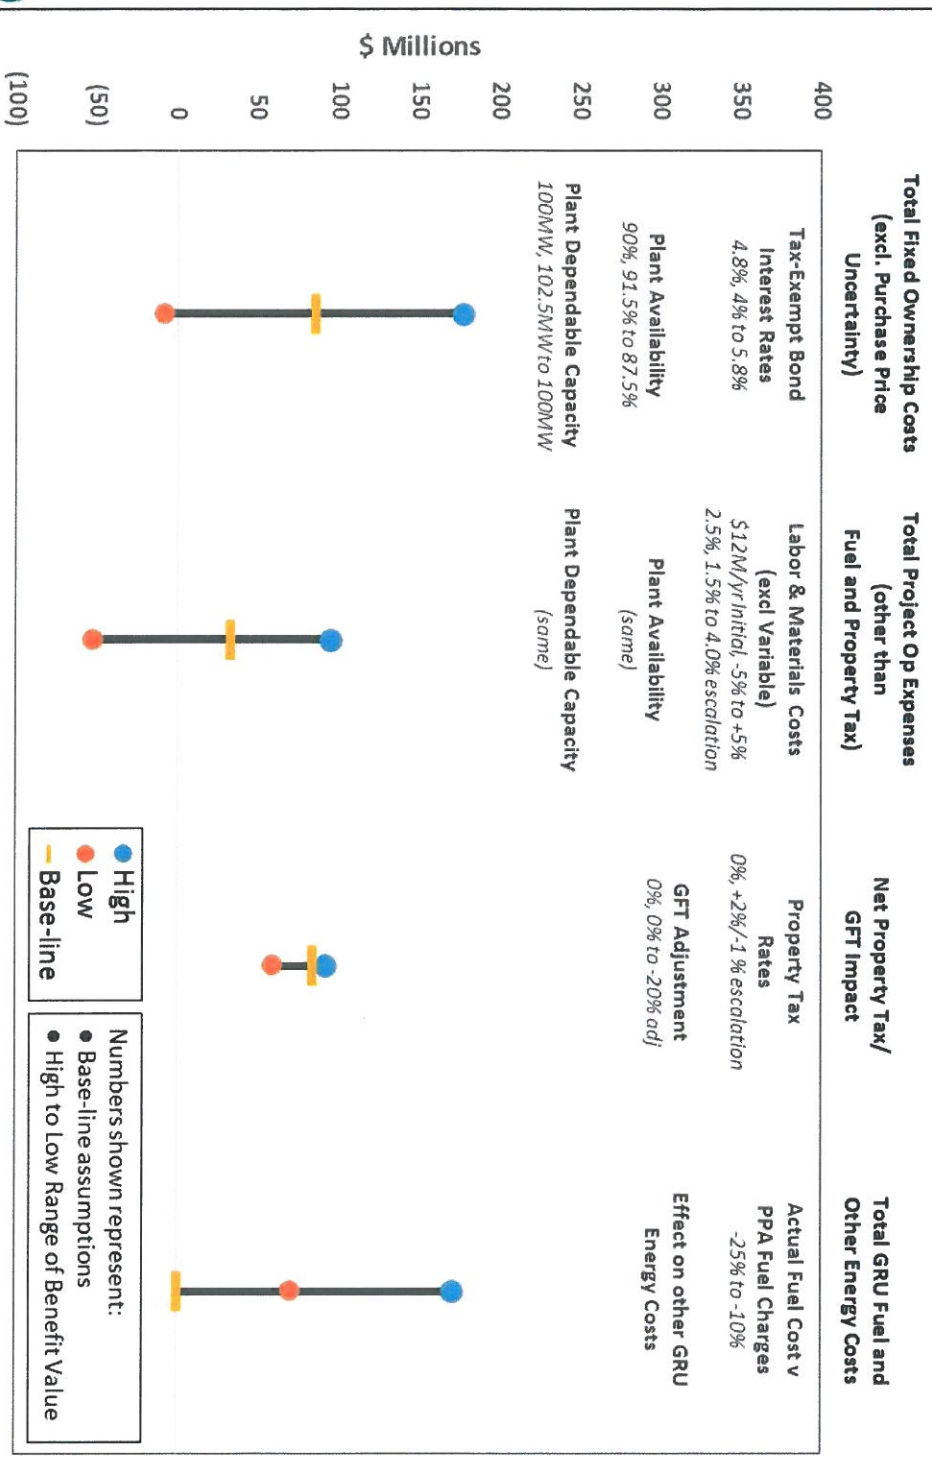 Total Fixed Ownership Costs
(excl. Purchase Price
Uncertainty)
Total Project Op Expenses
(other than
Fuel and Property Tax)
Net Property Tax/
GFT Impact
Total GRU Fuel and
Other Energy Costs
$ Millions
400
350
300
250
200
150
100
50
0
(50)
(100)
Tax-Exempt Bond
Interest Rates
4.8%, 4% to 5.8%
Plant Availability
90%, 91.5% to 87.5%
Plant Dependable Capacity
100MW, 102.5MW to 100MW
Labor & Materials Costs
(excl Variable)
$12M/yr Initial, -5% to +5%
2.5%, 1.5% to 4.0% escalation
Plant Availability
(same)
Plant Dependable Capacity
(same)
Property Tax
Rates
0%, +2%/-1 % escalation
GFT Adjustment
0%, 0% to -20% adj
Actual Fuel Cost v
PPA Fuel Charges
-25% to -10%
Effect on other GRU
Energy Costs
High
Low
Base-line
Numbers shown represent:
● Base-line assumptions
● High to Low Range of Benefit Value